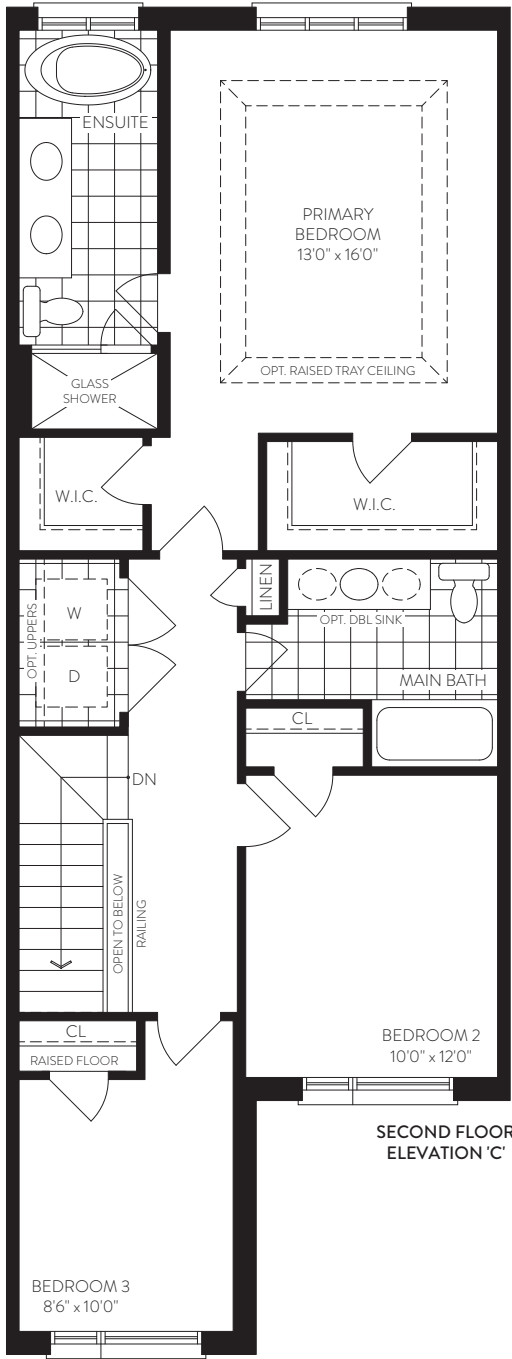 ENSUITE
PRIMARY
BEDROOM
13'0" x 16'0"
OPT. RAISED TRAY CEILING
GLASS
SHOWER
W.I.C.
W.I.C.
OPT. UPPERS
W
D
LINEN
OPT. DBL SINK
MAIN BATH
CL
DN
OPEN TO BELOW
RAILING
CL
RAISED FLOOR
BEDROOM 2
10'0" x 12'0"
SECOND FLOOR
ELEVATION 'C'
BEDROOM 3
8'6" x 10'0"